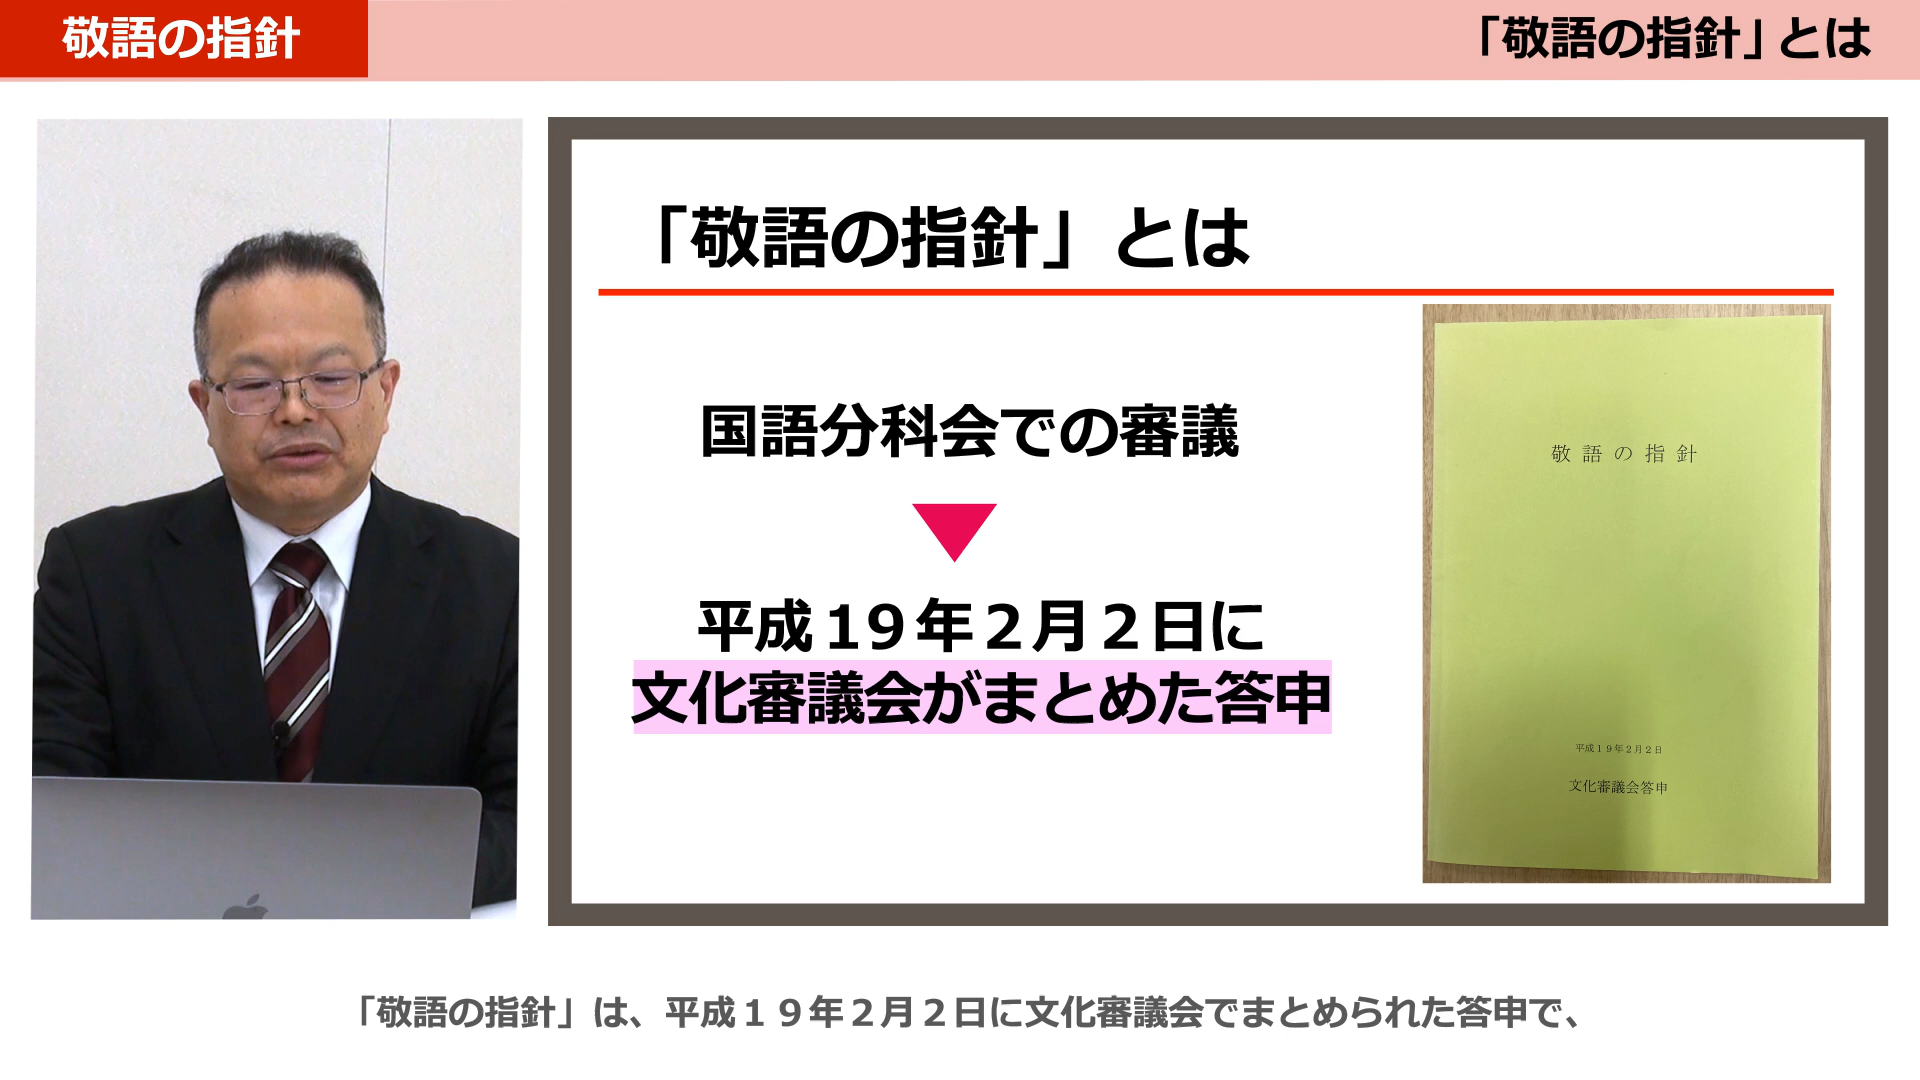 敬語の指針
「敬語の指針」とは
「敬語の指針」とは
国語分科会での審議
平成19年2月2日に
文化審議会がまとめた答申
敬語の指針
平成19年2月2日
文化審議会答申
「敬語の指針」は、平成19年2月2日に文化審議会でまとめられた答申で、